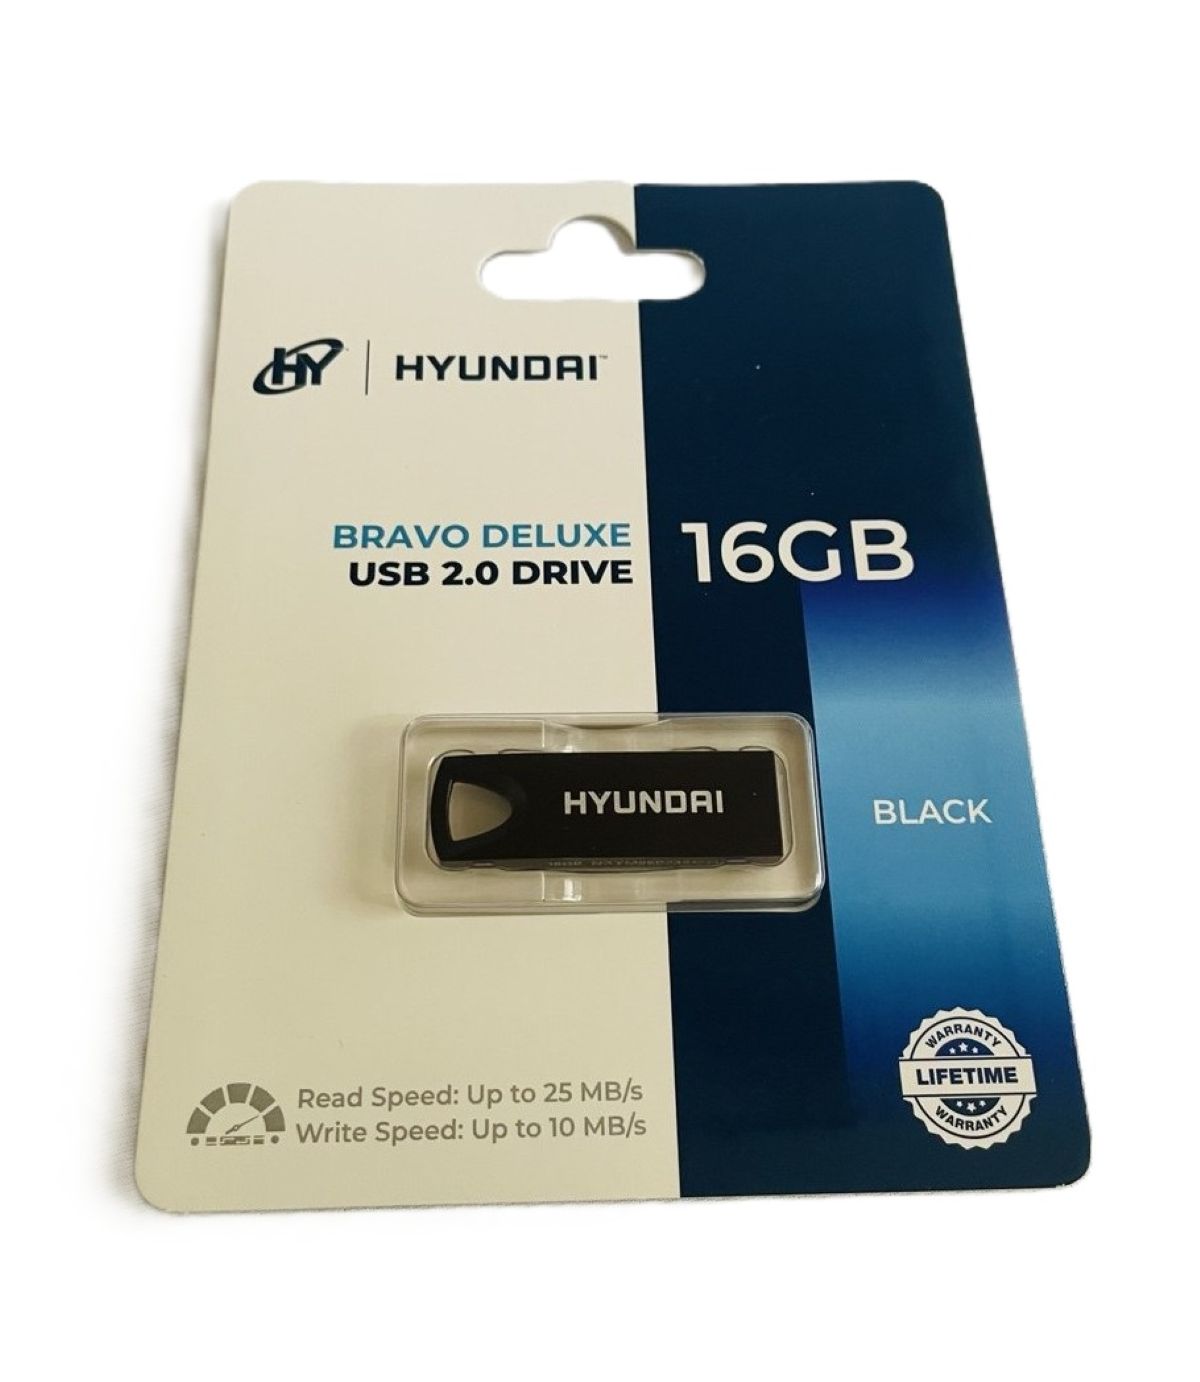 HY
HYUNDAI™
BRAVO DELUXE
USB 2.0 DRIVE
16GB
HYUNDAI
BLACK
Read Speed: Up to 25 MB/s
Write Speed: Up to 10 MB/s
WARRANTY
LIFETIME
WARRANTY